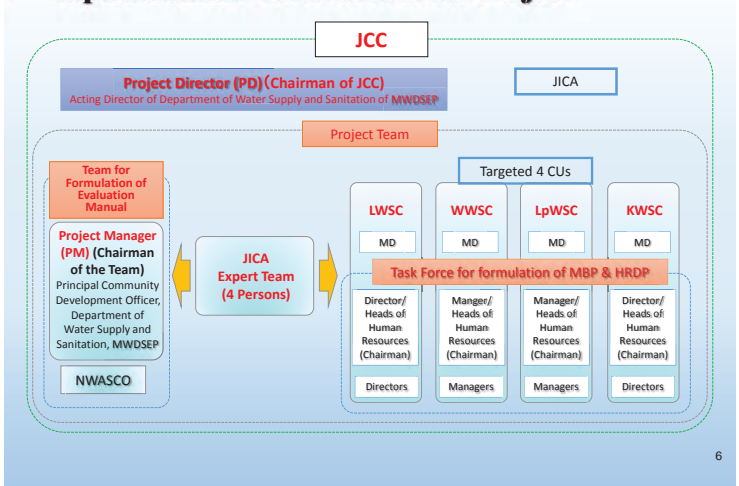 JCC
Project Director (PD)(Chairman of JCC)
Acting Director of Department of Water Supply and Sanitation of MWDSEP
JICA
Project Team
Team for
Formulation of
Evaluation
Manual
Project Manager
(PM) (Chairman
of the Team)
Principal Community
Development Officer,
Department of
Water Supply and
Sanitation, MWDSEP
NWASCO
JICA
Expert Team
(4 Persons)
Targeted 4 CUs
LWSC
MD
WWSC
MD
LpWSC
MD
KWSC
MD
Task Force for formulation of MBP & HRDP
Director/
Heads of
Human
Resources
(Chairman)
Directors
Manger/
Heads of
Human
Resources
(Chairman)
Managers
Manager/
Heads of
Human
Resources
(Chairman)
Managers
Director/
Heads of
Human
Resources
(Chairman)
Directors
6